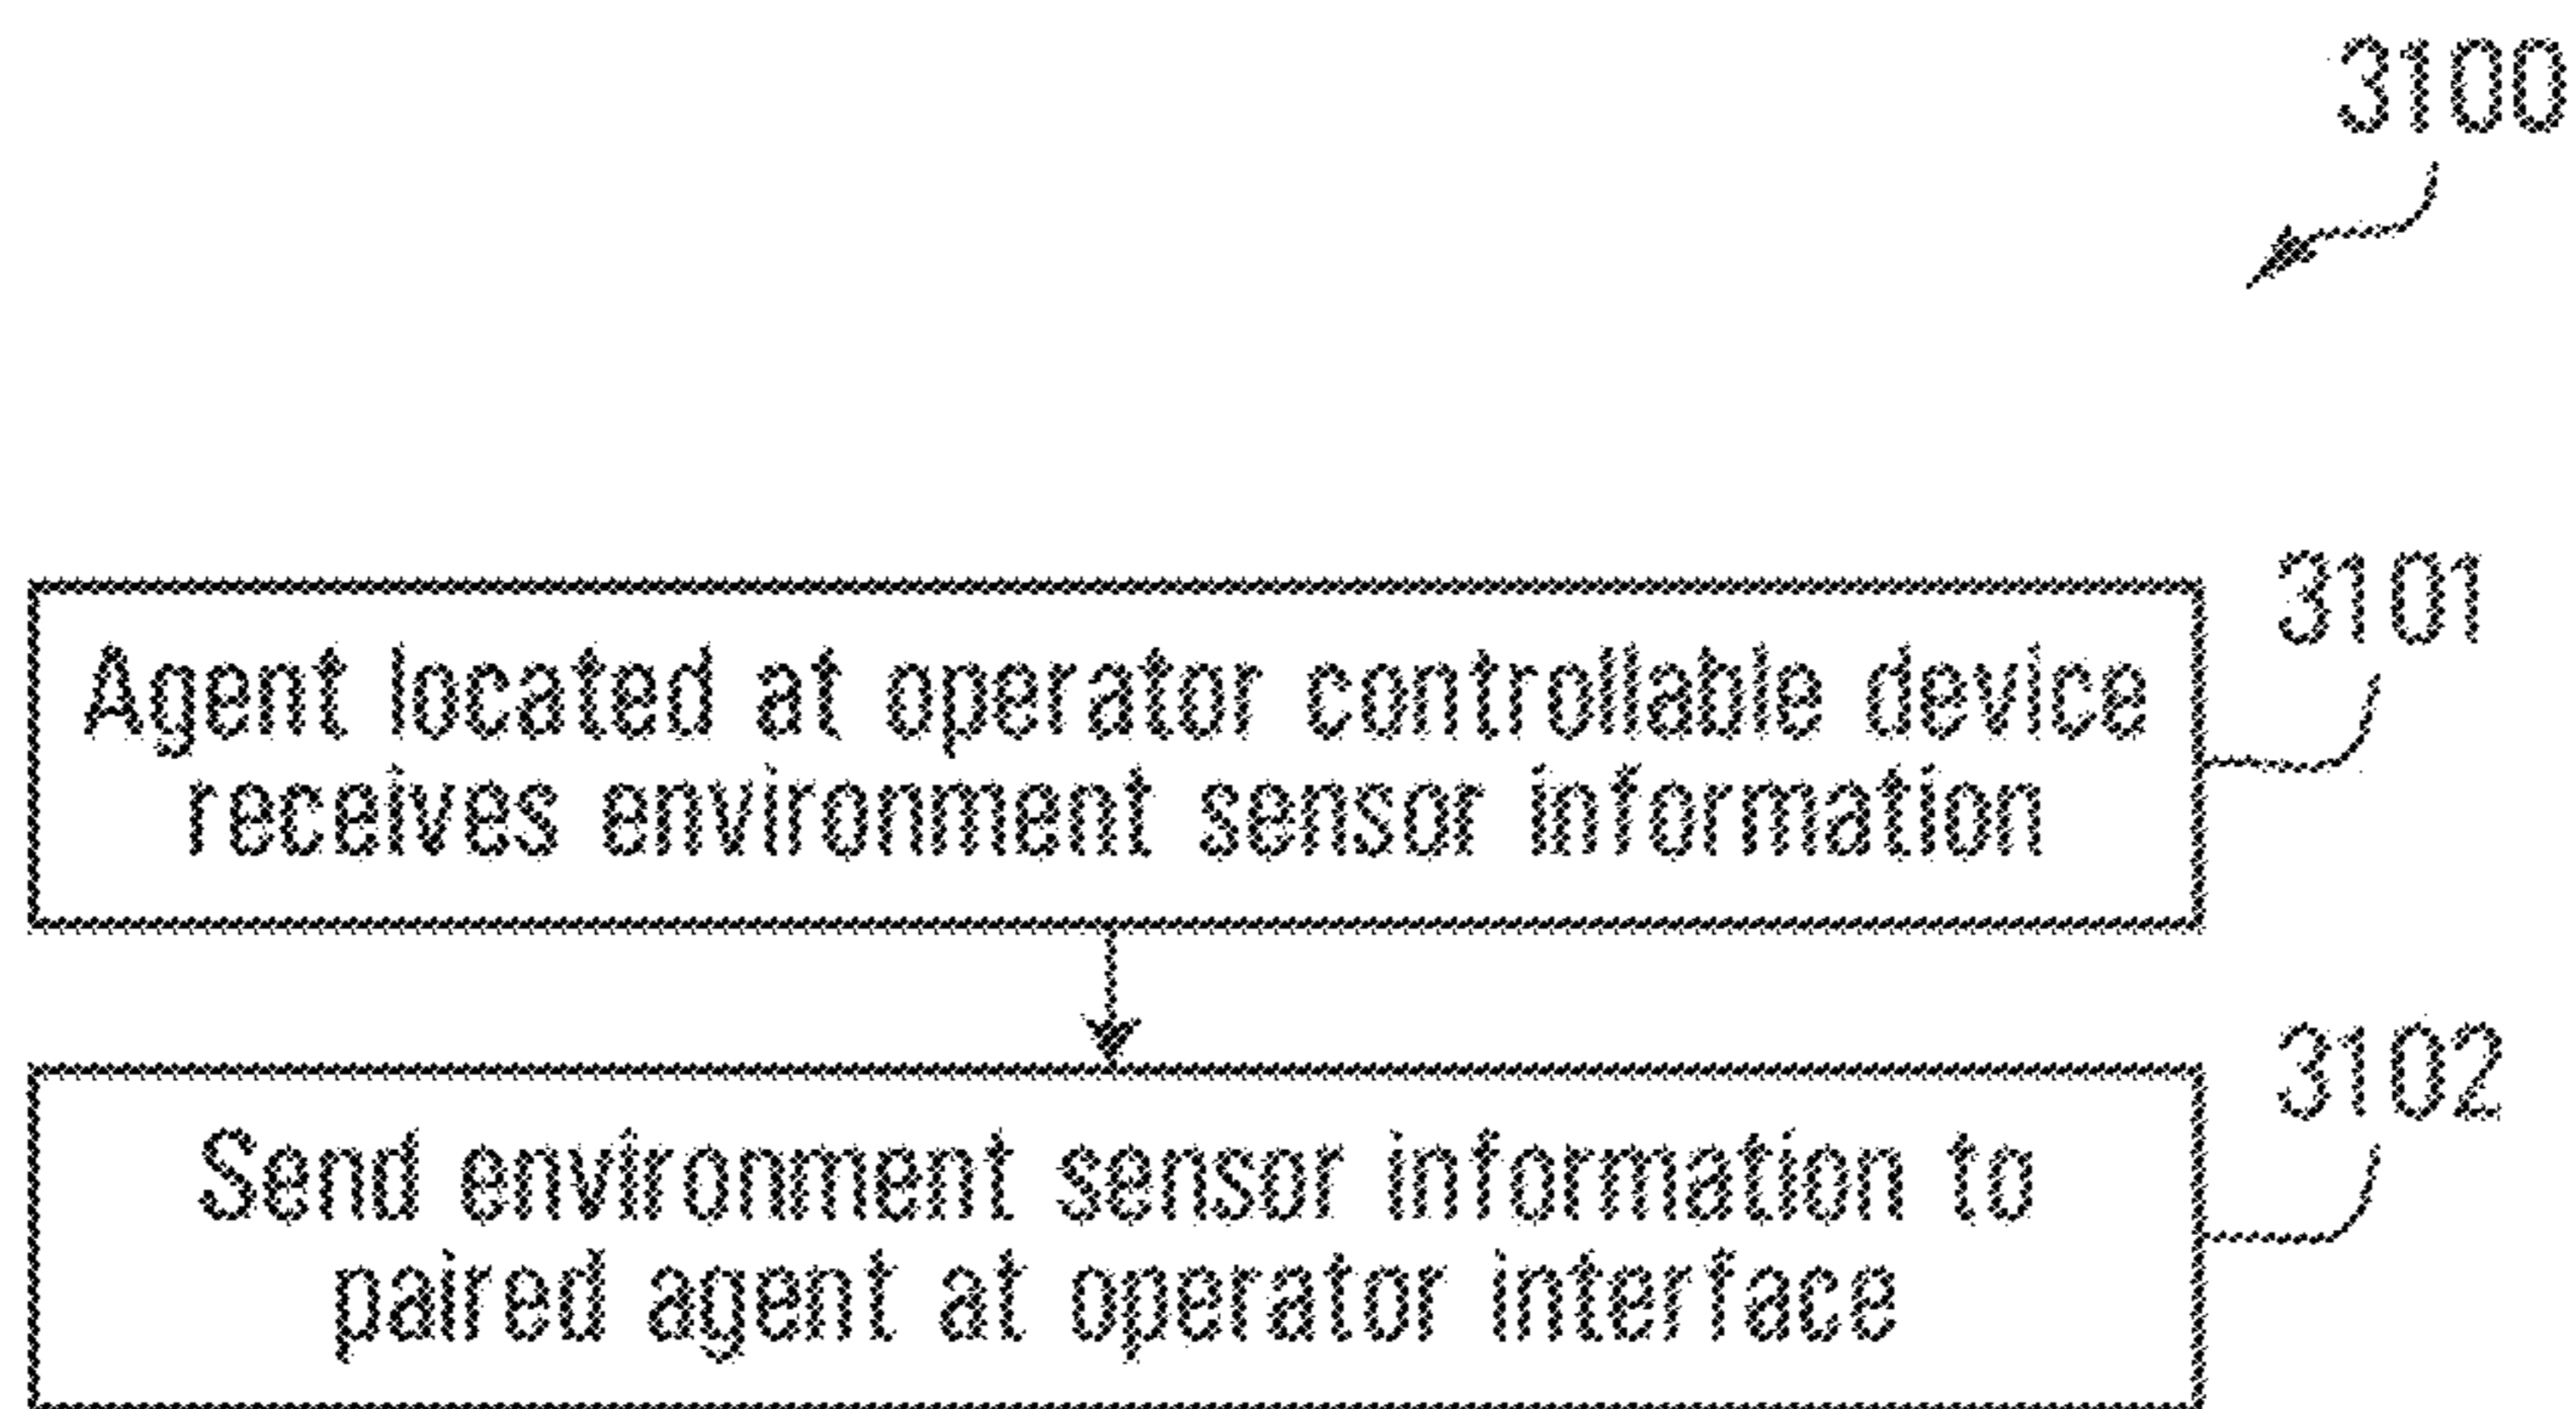 3100
3101
Agent located at operator controllable device
receives environment sensor information
3102
Send environment sensor information to
paired agent at operator interface